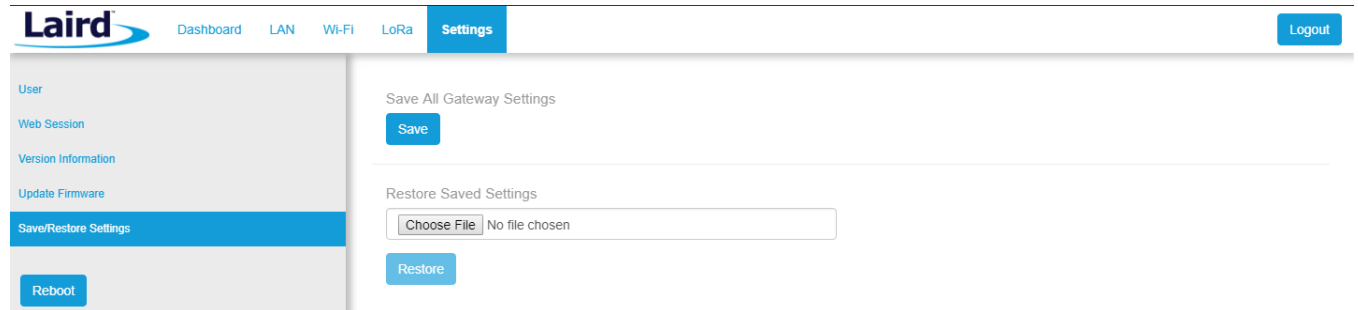 Laird™
Dashboard LAN Wi-Fi LoRa Settings Logout
User
Web Session
Version Information
Update Firmware
Save/Restore Settings
Reboot
Save All Gateway Settings
Save
Restore Saved Settings
Choose File No file chosen
Restore